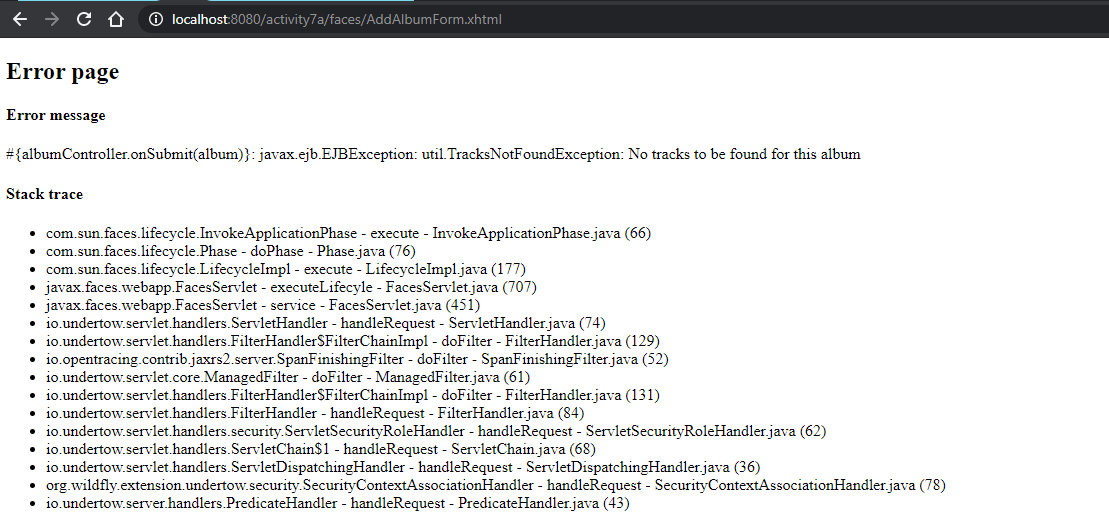 localhost:8080/activity7a/faces/AddAlbumForm.xhtml
Error page
Error message
#{albumController.onSubmit(album)}: javax.ejb.EJBException: util.TracksNotFoundException: No tracks to be found for this album
Stack trace
• com.sun.faces.lifecycle.InvokeApplicationPhase - execute - InvokeApplicationPhase.java (66)
• com.sun.faces.lifecycle.Phase - doPhase - Phase.java (76)
• com.sun.faces.lifecycle.LifecycleImpl - execute - LifecycleImpl.java (177)
• javax.faces.webapp.FacesServlet - executeLifecyle - FacesServlet.java (707)
• javax.faces.webapp.FacesServlet - service - FacesServlet.java (451)
• io.undertow.servlet.handlers.ServletHandler - handleRequest - ServletHandler.java (74)
• io.undertow.servlet.handlers.FilterHandler$FilterChainImpl - doFilter - FilterHandler.java (129)
• io.opentracing.contrib.jaxrs2.server.SpanFinishingFilter - doFilter - SpanFinishingFilter.java (52)
• io.undertow.servlet.core.ManagedFilter - doFilter - ManagedFilter.java (61)
• io.undertow.servlet.handlers.FilterHandler$FilterChainImpl - doFilter - FilterHandler.java (131)
• io.undertow.servlet.handlers.FilterHandler - handleRequest - FilterHandler.java (84)
• io.undertow.servlet.handlers.security.ServletSecurityRoleHandler - handleRequest - ServletSecurityRoleHandler.java (62)
• io.undertow.servlet.handlers.ServletChain$1 - handleRequest - ServletChain.java (68)
• io.undertow.servlet.handlers.ServletDispatchingHandler - handleRequest - ServletDispatchingHandler.java (36)
• org.wildfly.extension.undertow.security.SecurityContextAssociationHandler - handleRequest - SecurityContextAssociationHandler.java (78)
• io.undertow.server.handlers.PredicateHandler - handleRequest - PredicateHandler.java (43)